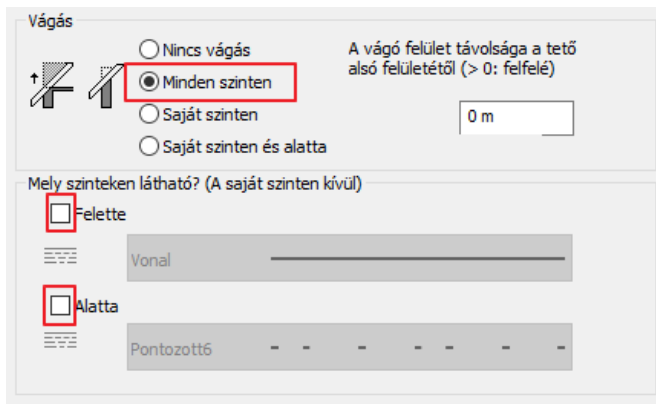 Vágás
Nincs vágás
Minden szinten
Saját szinten
Saját szinten és alatta
A vágó felület távolsága a tető
alsó felületétől (> 0: felfelé)
0 m
Mely szinteken látható? (A saját szinten kívül)
Felette
Vonal
Alatta
Pontozott6